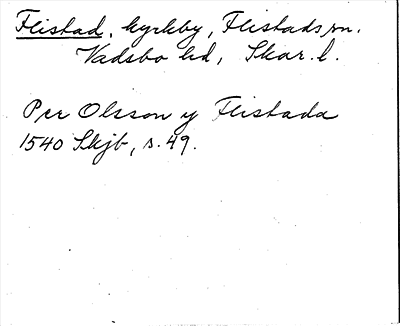 Flistad, kyrkby, Flistads sn.
Vadsbo hd, Skar. l.
Per Olsson y Flistada
1540 Skjb, s. 49.